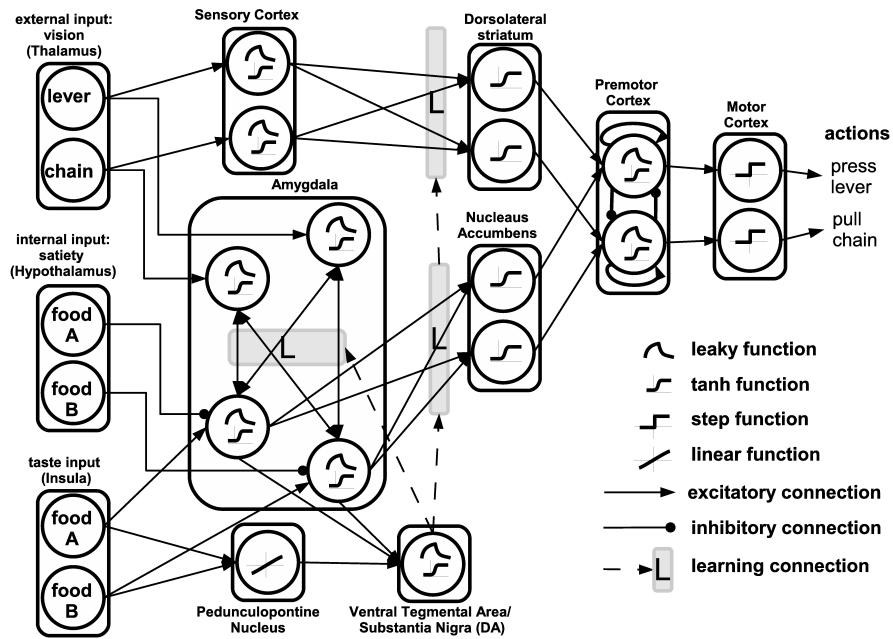 external input:
vision
(Thalamus)
lever
chain
Sensory Cortex
L
Dorsolateral
striatum
Premotor
Cortex
Motor
Cortex
actions
press
lever
pull
chain
Amygdala
L
internal input:
satiety
(Hypothalamus)
food
A
food
B
L
Nucleaus
Accumbens
taste input
(Insula)
food
A
food
B
Pedunculopontine
Nucleus
Ventral Tegmental Area/
Substantia Nigra (DA)
leaky function
tanh function
step function
linear function
excitatory connection
inhibitory connection
L learning connection